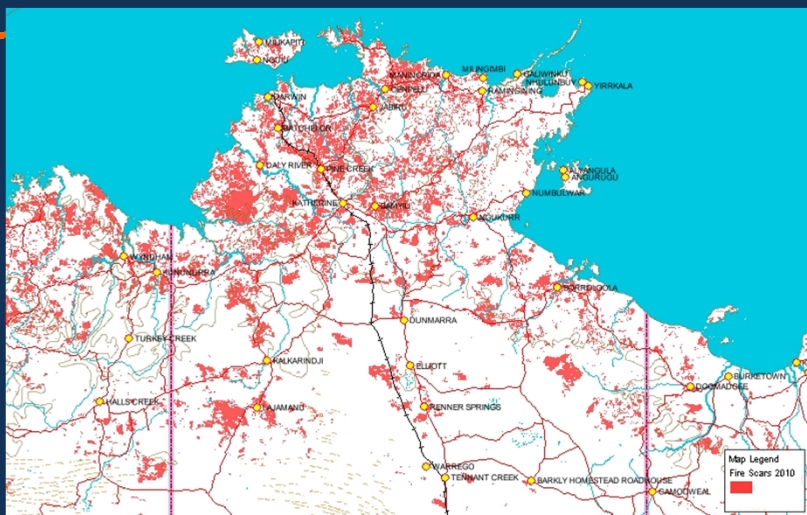 MILIKAPITI
NGUIU
MILINGIMBI
GALIWINKU
MANINGRIDA
NHULUNBUY
OENPELLI
YIRRKALA
DARWIN
RAMINGINING
JABIRU
BATCHELOR
DALY RIVER
PINE CREEK
ALYANGULA
ANGURUGU
NUMBULWAR
KATHERINE
BAMYILI
NGUKURR
WYNDHAM
KUNUNURRA
BORROLOOLA
DUNMARRA
TURKEY CREEK
KALKARINDJI
ELLIOTT
BURKETOWN
DOOMADGEE
HALLS CREEK
LAJAMANU
RENNER SPRINGS
Map Legend
Fire Scars 2010
WARREGO
TENNANT CREEK
BARKLY HOMESTEAD ROADHOUSE
CAMOOWEAL